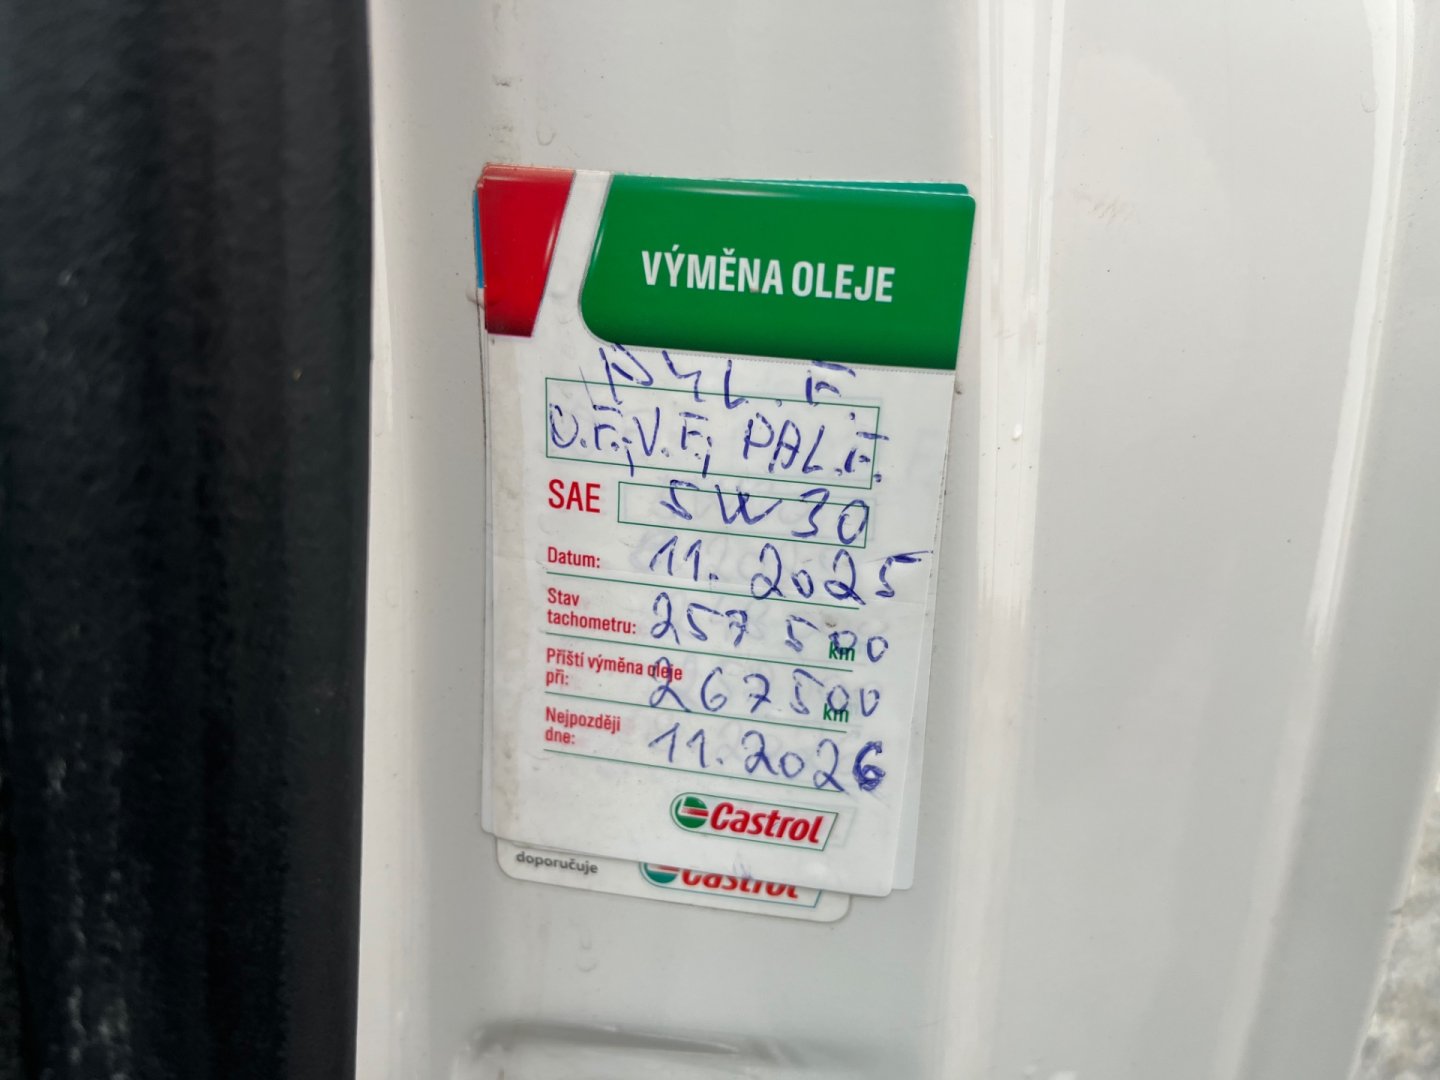 VÝMĚNA OLEJE
PYL. F.
O.F., V.F., PAL.F.
SAE 5W30
Datum: 11. 2025
Stav tachometru: 257 500 km
Příští výměna oleje při: 267 500 km
Nejpozději dne: 11. 2026
Castrol
doporučuje Castrol